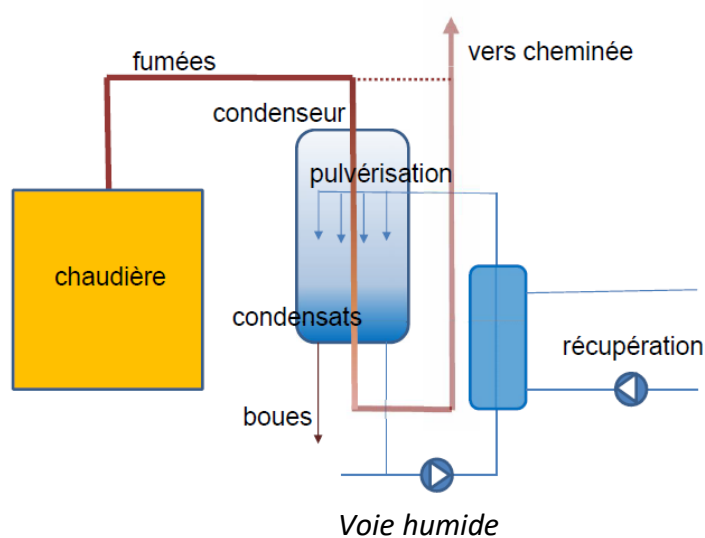 vers cheminée
fumées
condenseur
pulvérisation
chaudière
condensats
récupération
boues
Voie humide